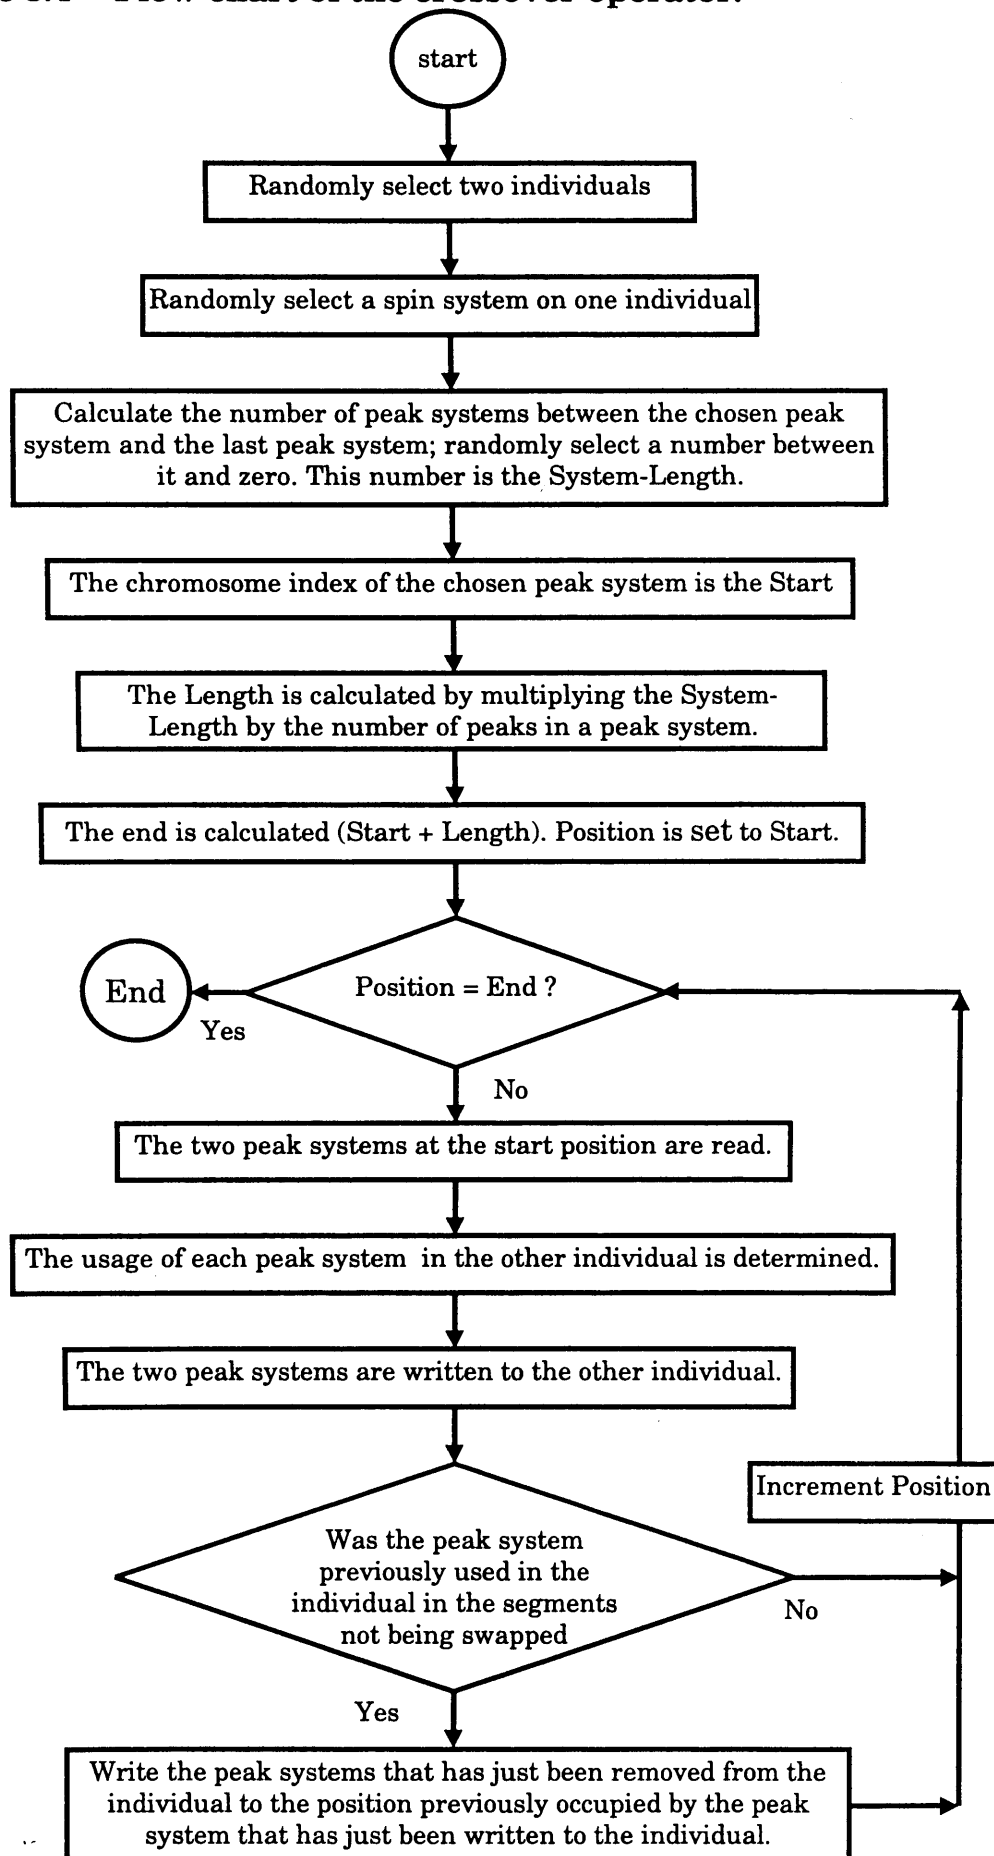 Flow chart of the crossover operator.
start
Randomly select two individuals
Randomly select a spin system on one individual
Calculate the number of peak systems between the chosen peak
system and the last peak system; randomly select a number between
it and zero. This number is the System-Length.
The chromosome index of the chosen peak system is the Start
The Length is calculated by multiplying the System-
Length by the number of peaks in a peak system.
The end is calculated (Start + Length). Position is set to Start.
Position = End ?
End
Yes
No
The two peak systems at the start position are read.
The usage of each peak system in the other individual is determined.
The two peak systems are written to the other individual.
Increment Position
Was the peak system
previously used in the
individual in the segments
not being swapped
No
Yes
Write the peak systems that has just been removed from the
individual to the position previously occupied by the peak
system that has just been written to the individual.